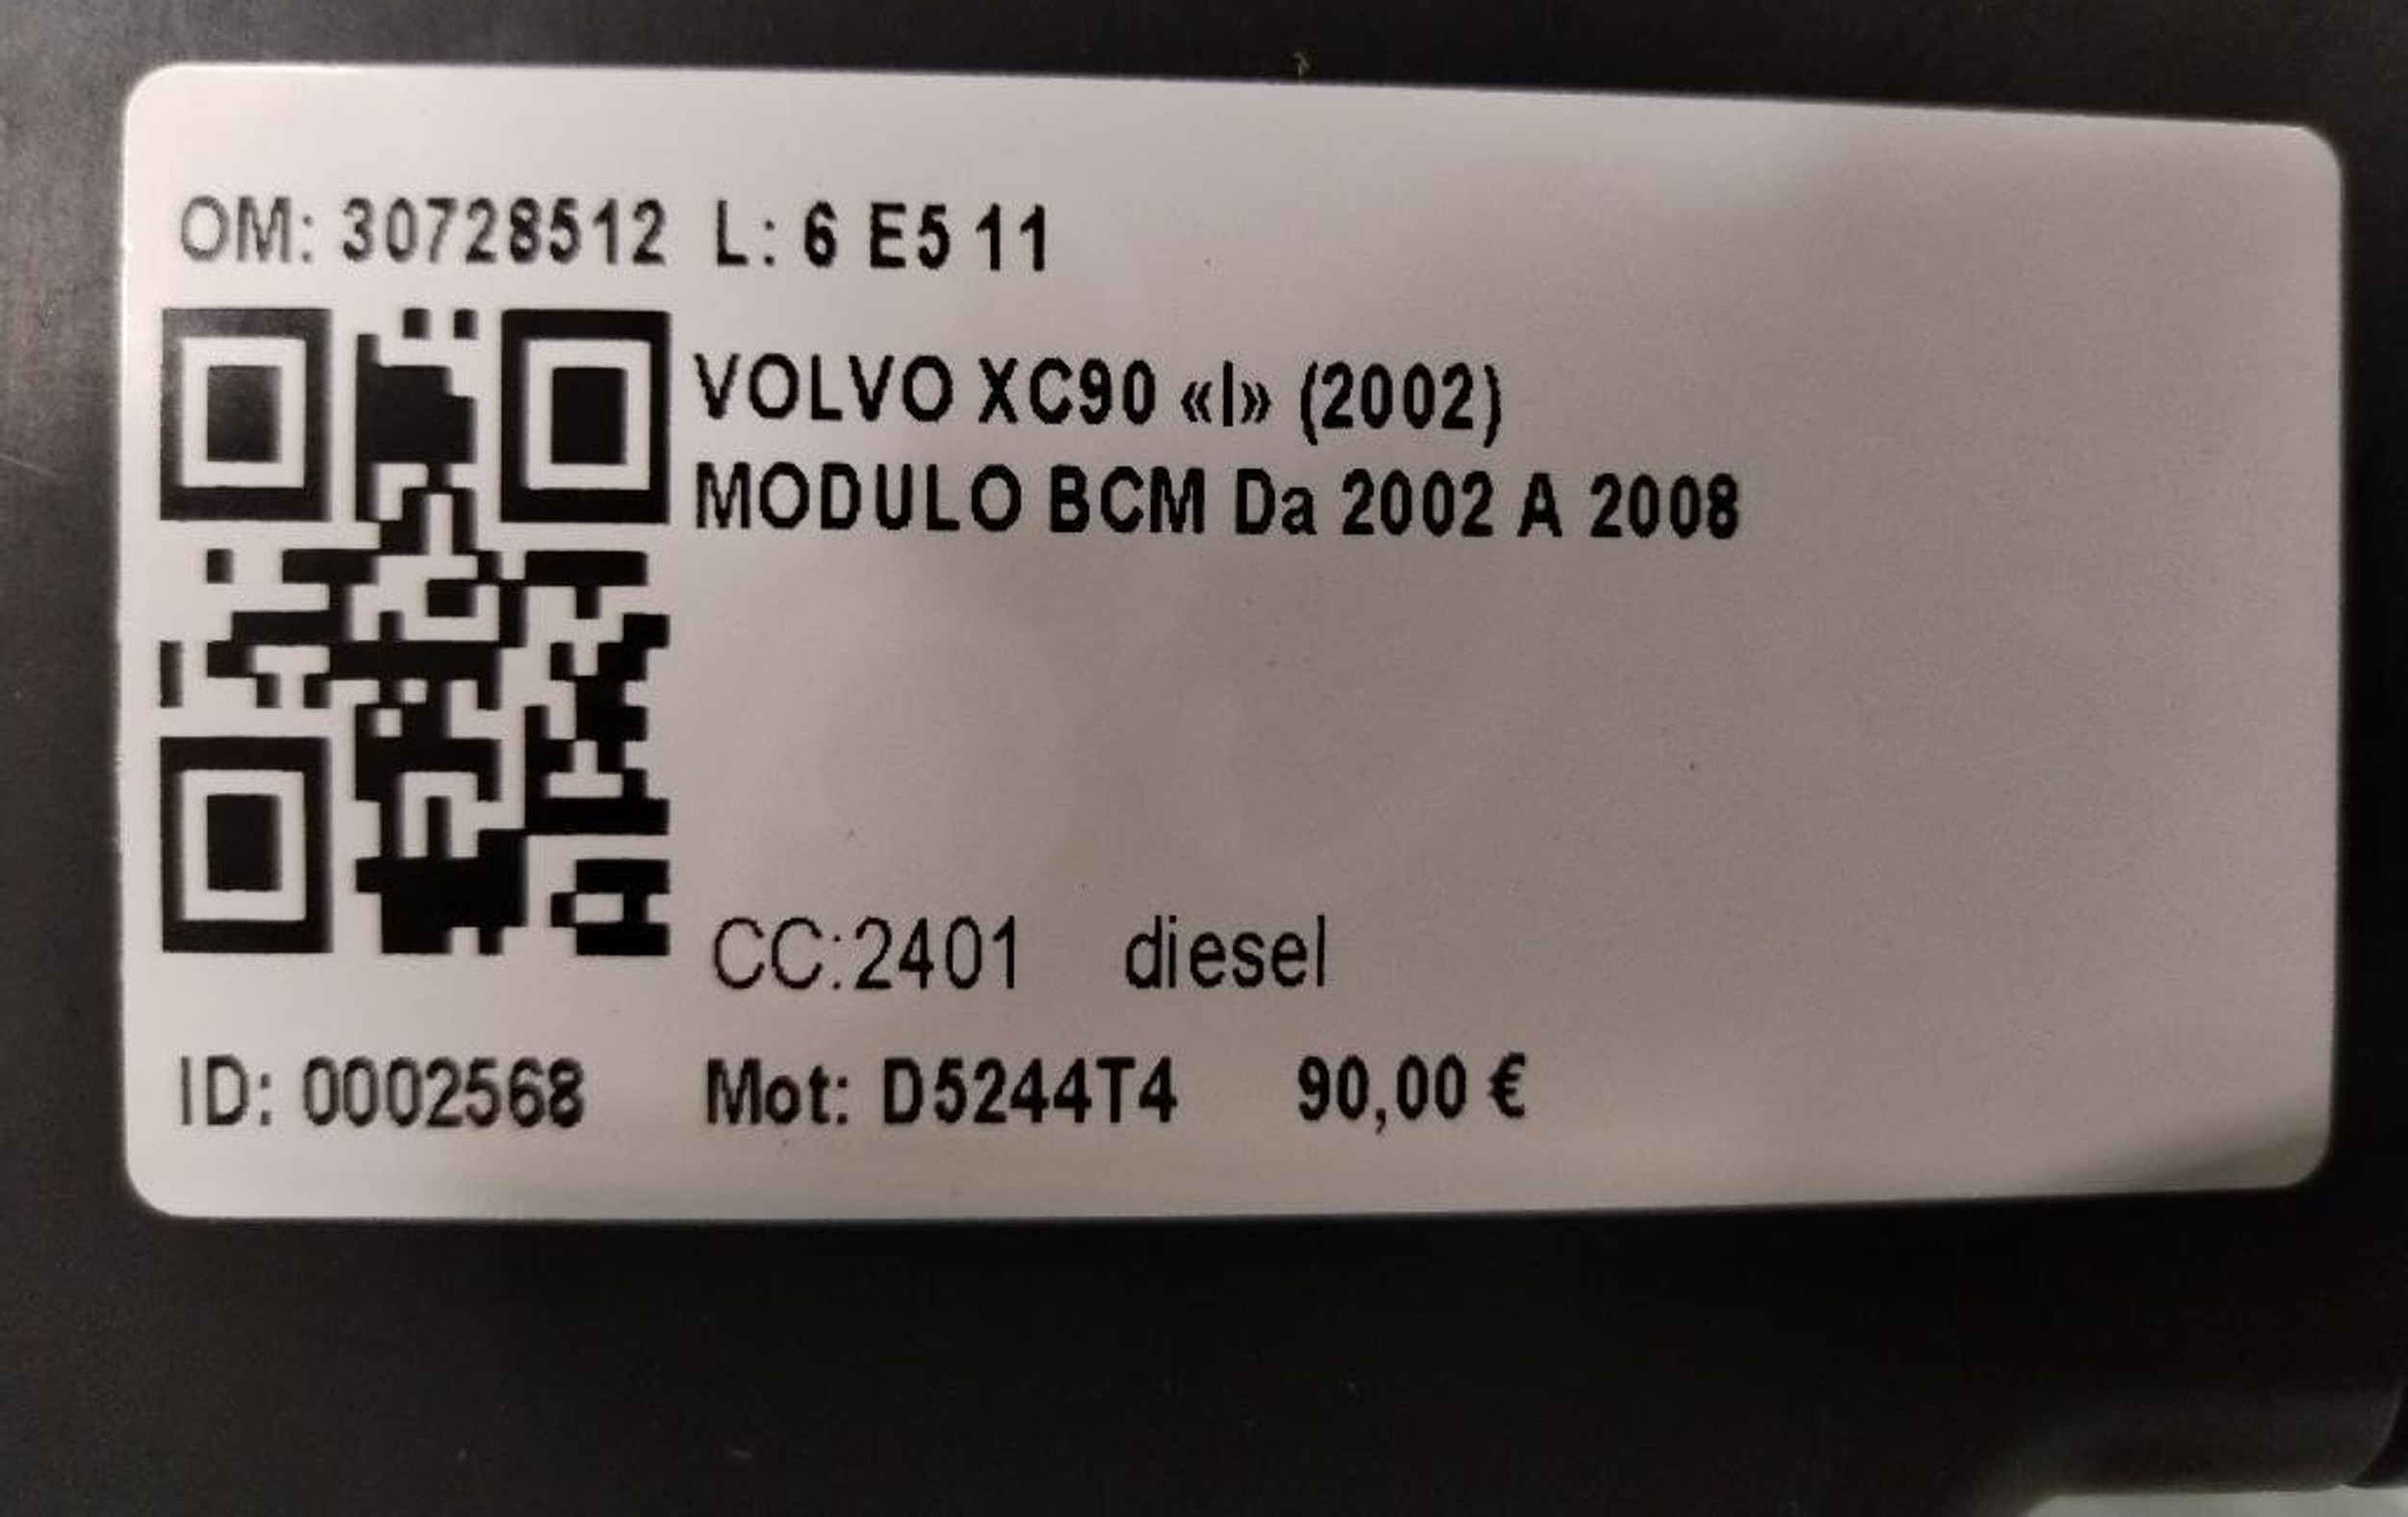 OM: 30728512 L: 6 E5 11
VOLVO XC90 «I» (2002)
MODULO BCM Da 2002 A 2008
CC:2401 diesel
ID: 0002568 Mot: D5244T4 90,00 €